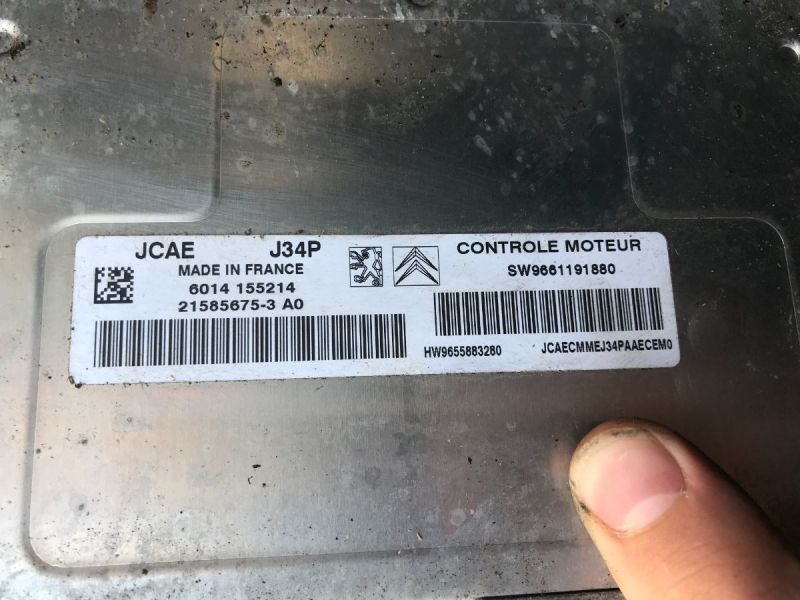 JCAE J34P
MADE IN FRANCE
6014 155214
21585675-3 A0
CONTROLE MOTEUR
SW9661191880
HW9655883280 JCAECMMEJ34PAAECEM0